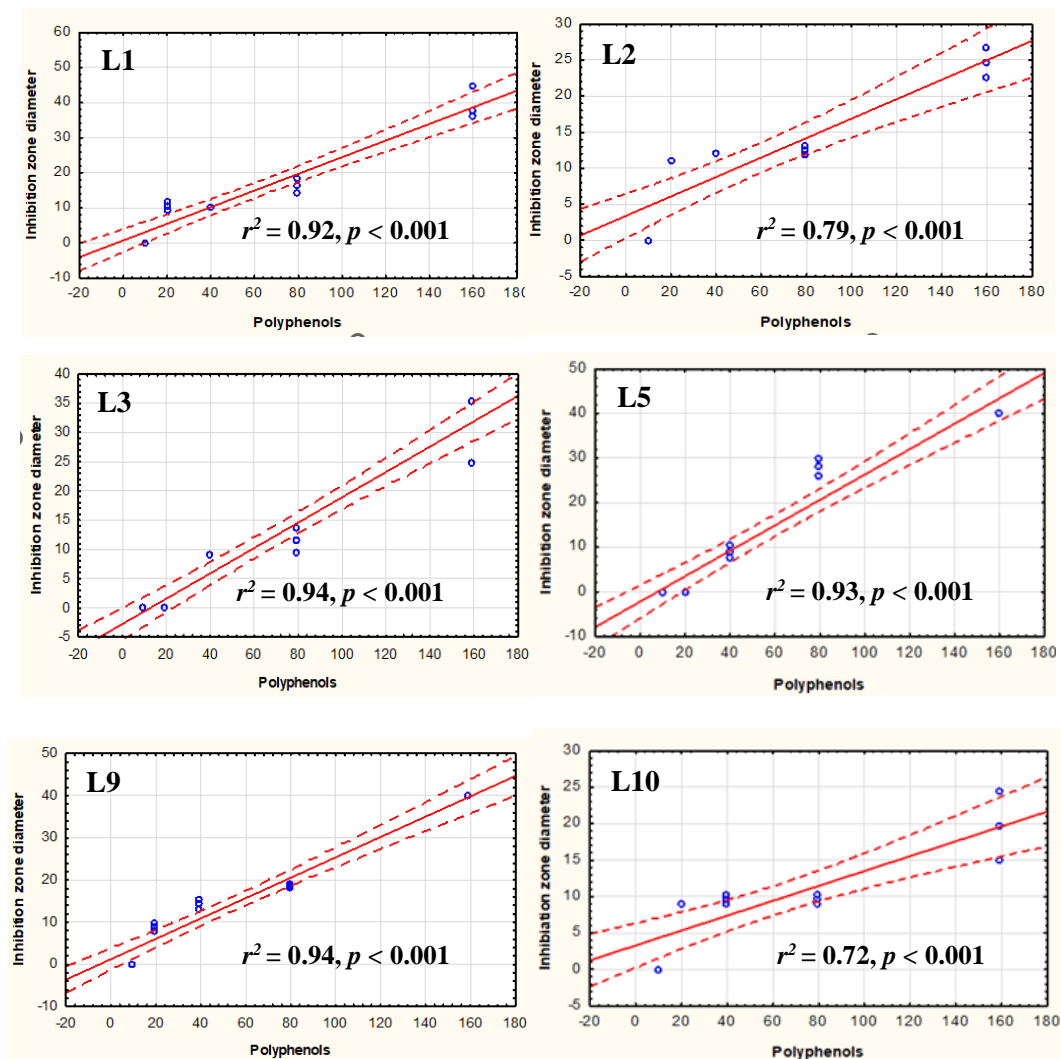 L1
Inhibition zone diameter
60
50
40
30
20
10
0
-10
r² = 0.92, p < 0.001
-20 0 20 40 60 80 100 120 140 160 180
Polyphenols
L2
Inhibition zone diameter
30
25
20
15
10
5
0
-5
r² = 0.79, p < 0.001
-20 0 20 40 60 80 100 120 140 160 180
Polyphenols
L3
Inhibition zone diameter
40
35
30
25
20
15
10
5
0
-5
r² = 0.94, p < 0.001
-20 0 20 40 60 80 100 120 140 160 180
Polyphenols
L5
Inhibition zone diameter
50
40
30
20
10
0
-10
r² = 0.93, p < 0.001
-20 0 20 40 60 80 100 120 140 160 180
Polyphenols
L9
Inhibition zone diameter
50
40
30
20
10
0
-10
r² = 0.94, p < 0.001
-20 0 20 40 60 80 100 120 140 160 180
Polyphenols
L10
Inhibiation zone diameter
30
25
20
15
10
5
0
-5
r² = 0.72, p < 0.001
-20 0 20 40 60 80 100 120 140 160 180
Polyphenols